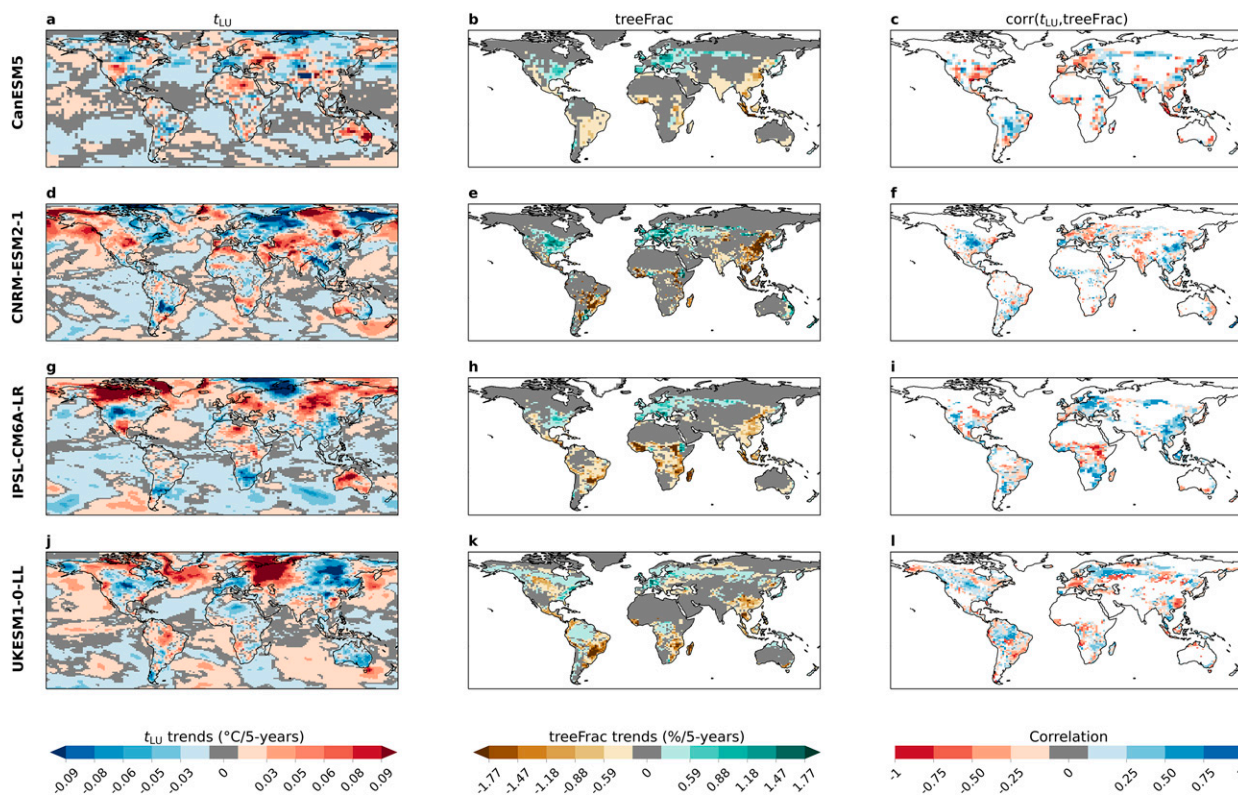 a t_LU b treeFrac c corr(t_LU,treeFrac)
CanESM5
d e f
CNRM-ESM2-1
g h i
IPSL-CM6A-LR
j k l
UKESM1-0-LL
t_LU trends (°C/5-years) treeFrac trends (%/5-years) Correlation
-0.09 -0.08 -0.06 -0.05 -0.03 0 0.03 0.05 0.06 0.08 0.09 -1.77 -1.47 -1.18 -0.88 -0.59 0 0.59 0.88 1.18 1.47 1.77 -1 -0.75 -0.50 -0.25 0 0.25 0.50 0.75 1